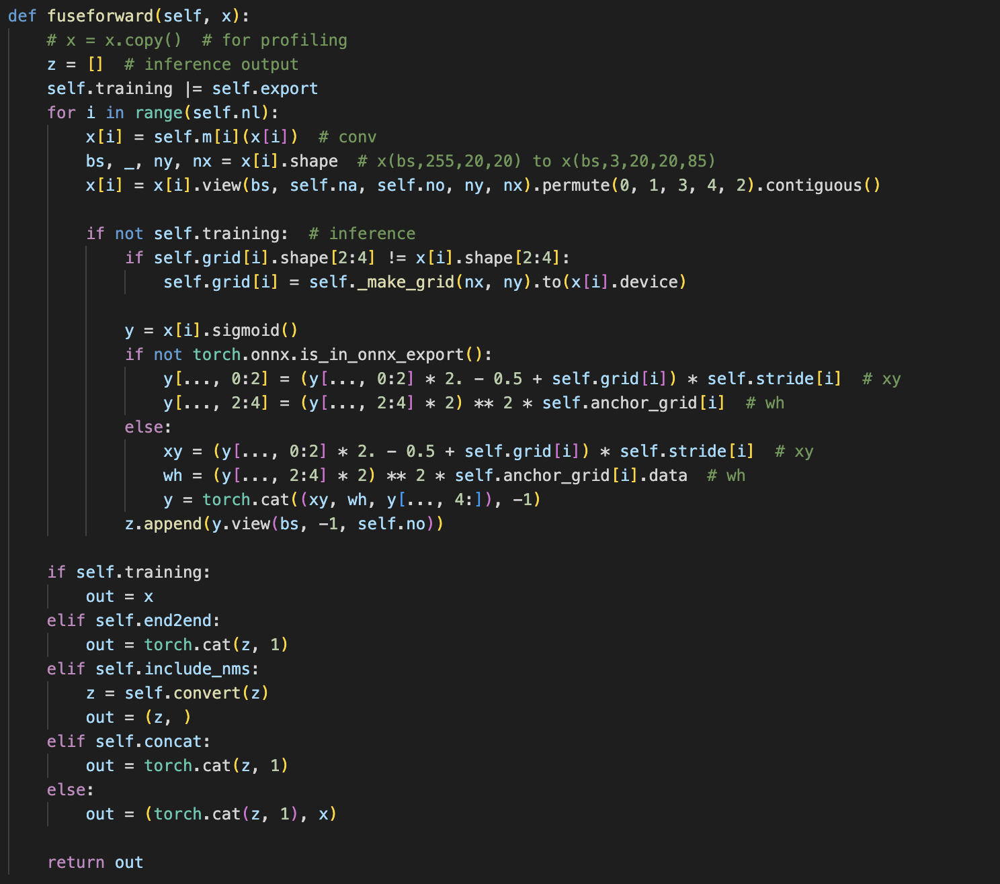 def fuseforward(self, x):
    # x = x.copy()  # for profiling
    z = []  # inference output
    self.training |= self.export
    for i in range(self.nl):
        x[i] = self.m[i](x[i])  # conv
        bs, _, ny, nx = x[i].shape  # x(bs,255,20,20) to x(bs,3,20,20,85)
        x[i] = x[i].view(bs, self.na, self.no, ny, nx).permute(0, 1, 3, 4, 2).contiguous()

        if not self.training:  # inference
            if self.grid[i].shape[2:4] != x[i].shape[2:4]:
                self.grid[i] = self._make_grid(nx, ny).to(x[i].device)

            y = x[i].sigmoid()
            if not torch.onnx.is_in_onnx_export():
                y[..., 0:2] = (y[..., 0:2] * 2. - 0.5 + self.grid[i]) * self.stride[i]  # xy
                y[..., 2:4] = (y[..., 2:4] * 2) ** 2 * self.anchor_grid[i]  # wh
            else:
                xy = (y[..., 0:2] * 2. - 0.5 + self.grid[i]) * self.stride[i]  # xy
                wh = (y[..., 2:4] * 2) ** 2 * self.anchor_grid[i].data  # wh
                y = torch.cat((xy, wh, y[..., 4:]), -1)
            z.append(y.view(bs, -1, self.no))

    if self.training:
        out = x
    elif self.end2end:
        out = torch.cat(z, 1)
    elif self.include_nms:
        z = self.convert(z)
        out = (z, )
    elif self.concat:
        out = torch.cat(z, 1)
    else:
        out = (torch.cat(z, 1), x)

    return out